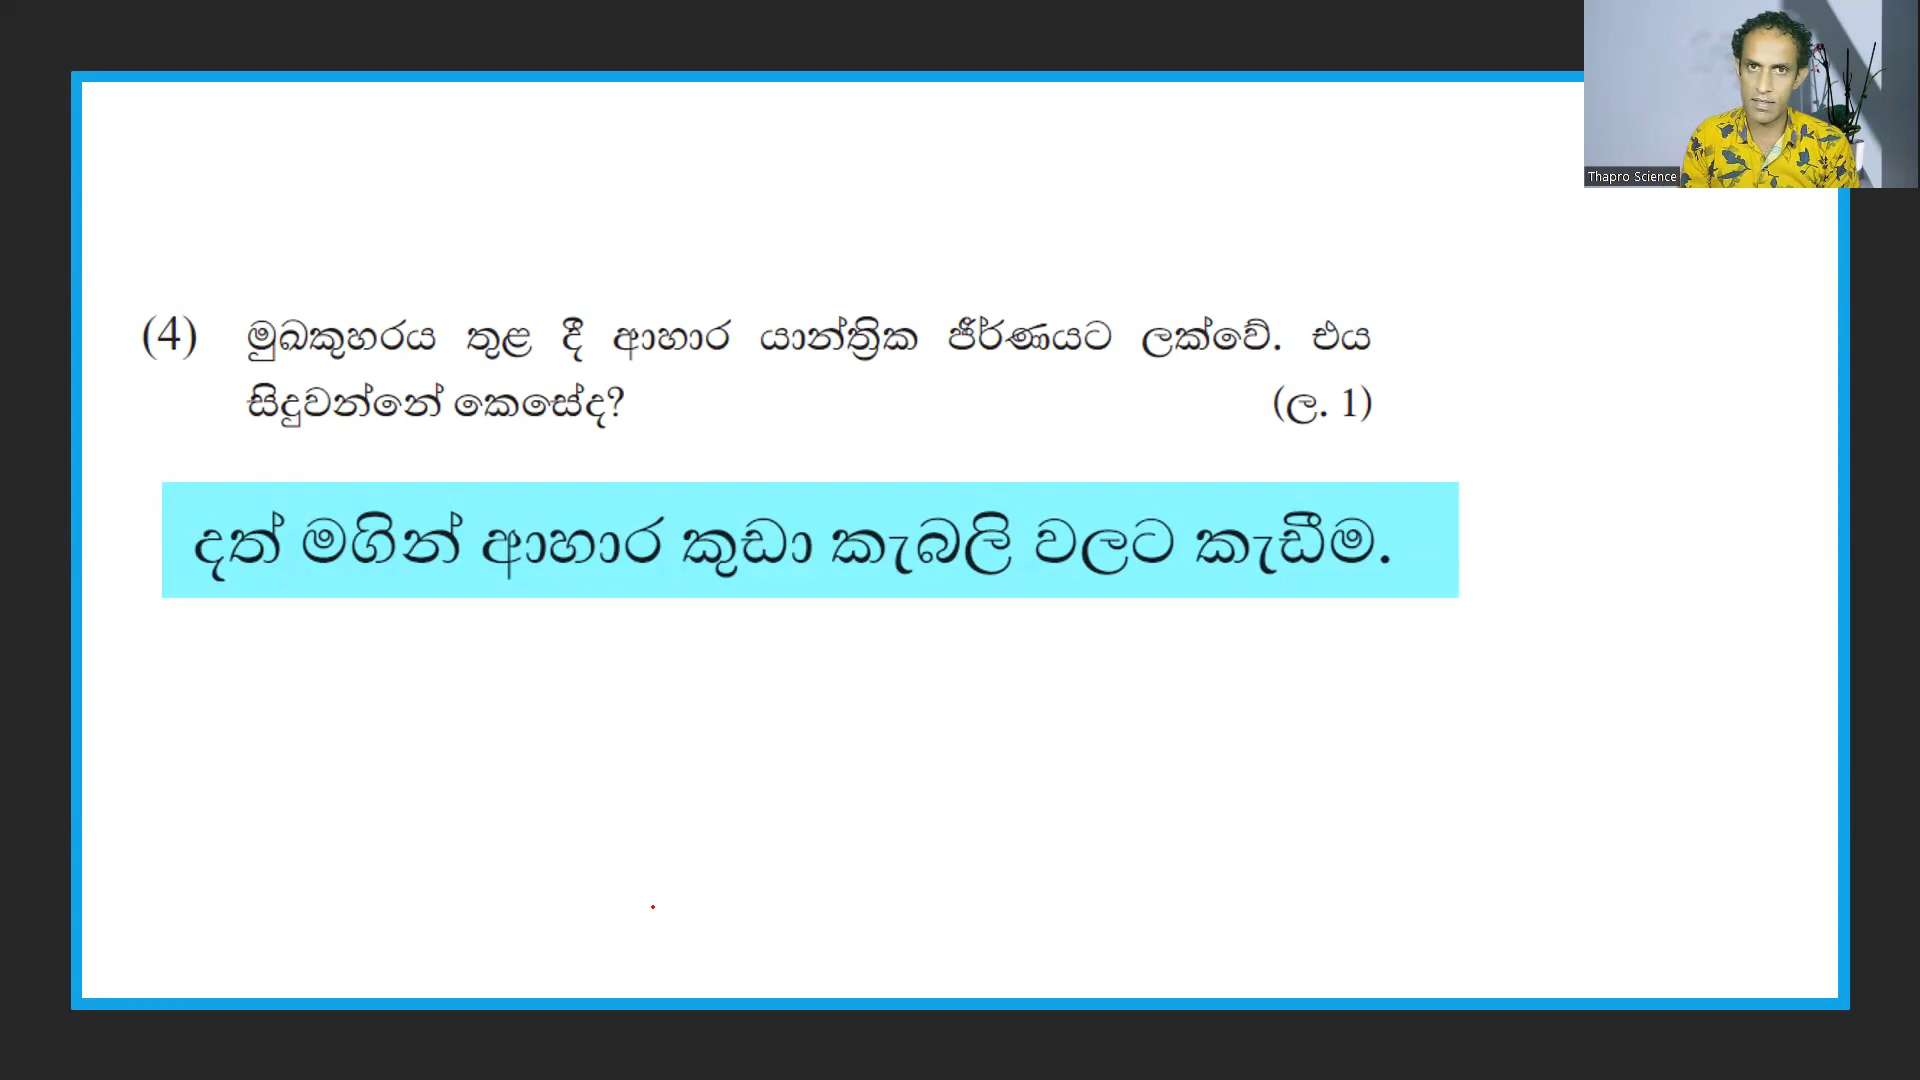 Thapro Science
(4) මුඛකුහරය තුළ දී ආහාර යාන්ත්‍රික ජීර්ණයට ලක්වේ. එය
සිදුවන්නේ කෙසේද? (ල. 1)
දත් මගින් ආහාර කුඩා කැබලි වලට කැඩීම.